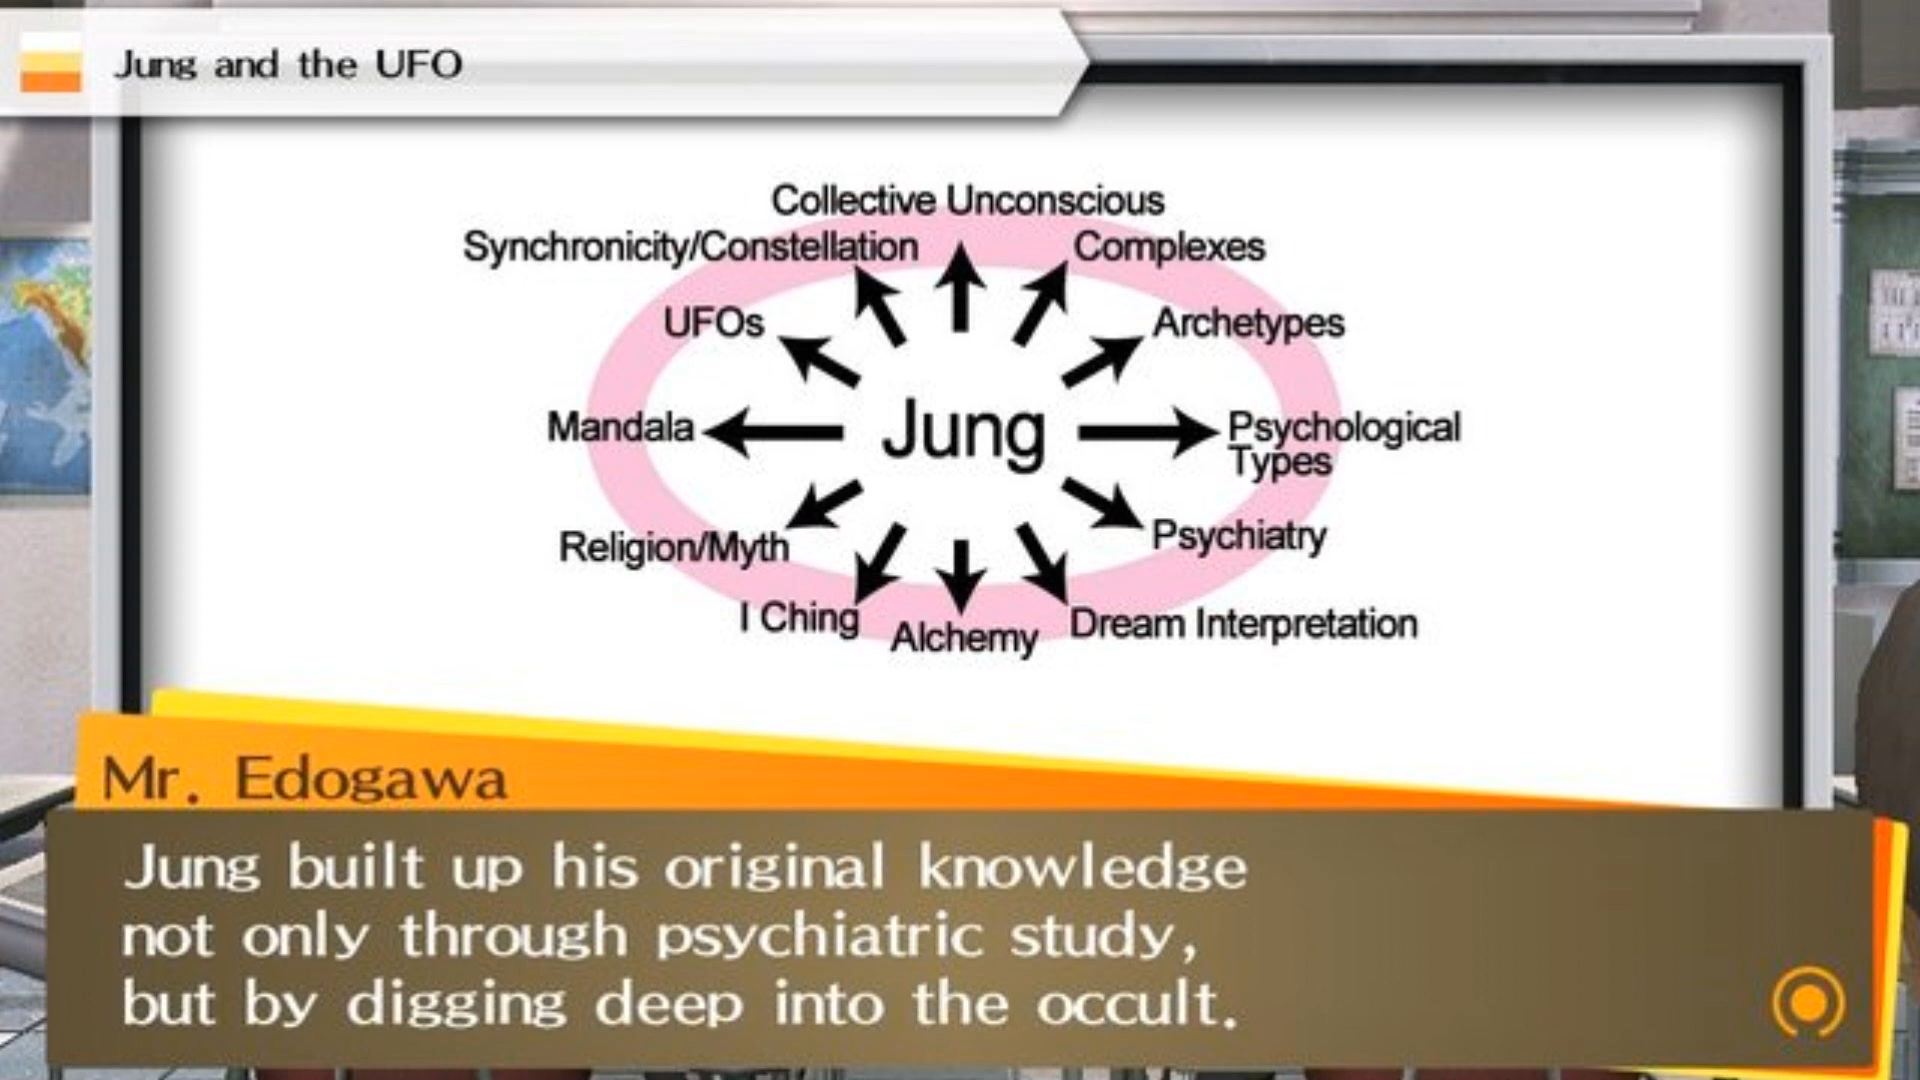 Jung and the UFO
Collective Unconscious
Synchronicity/Constellation
Complexes
UFOs
Archetypes
Mandala
Jung
Psychological
Types
Religion/Myth
Psychiatry
I Ching
Alchemy
Dream Interpretation
Mr. Edogawa
Jung built up his original knowledge
not only through psychiatric study,
but by digging deep into the occult.